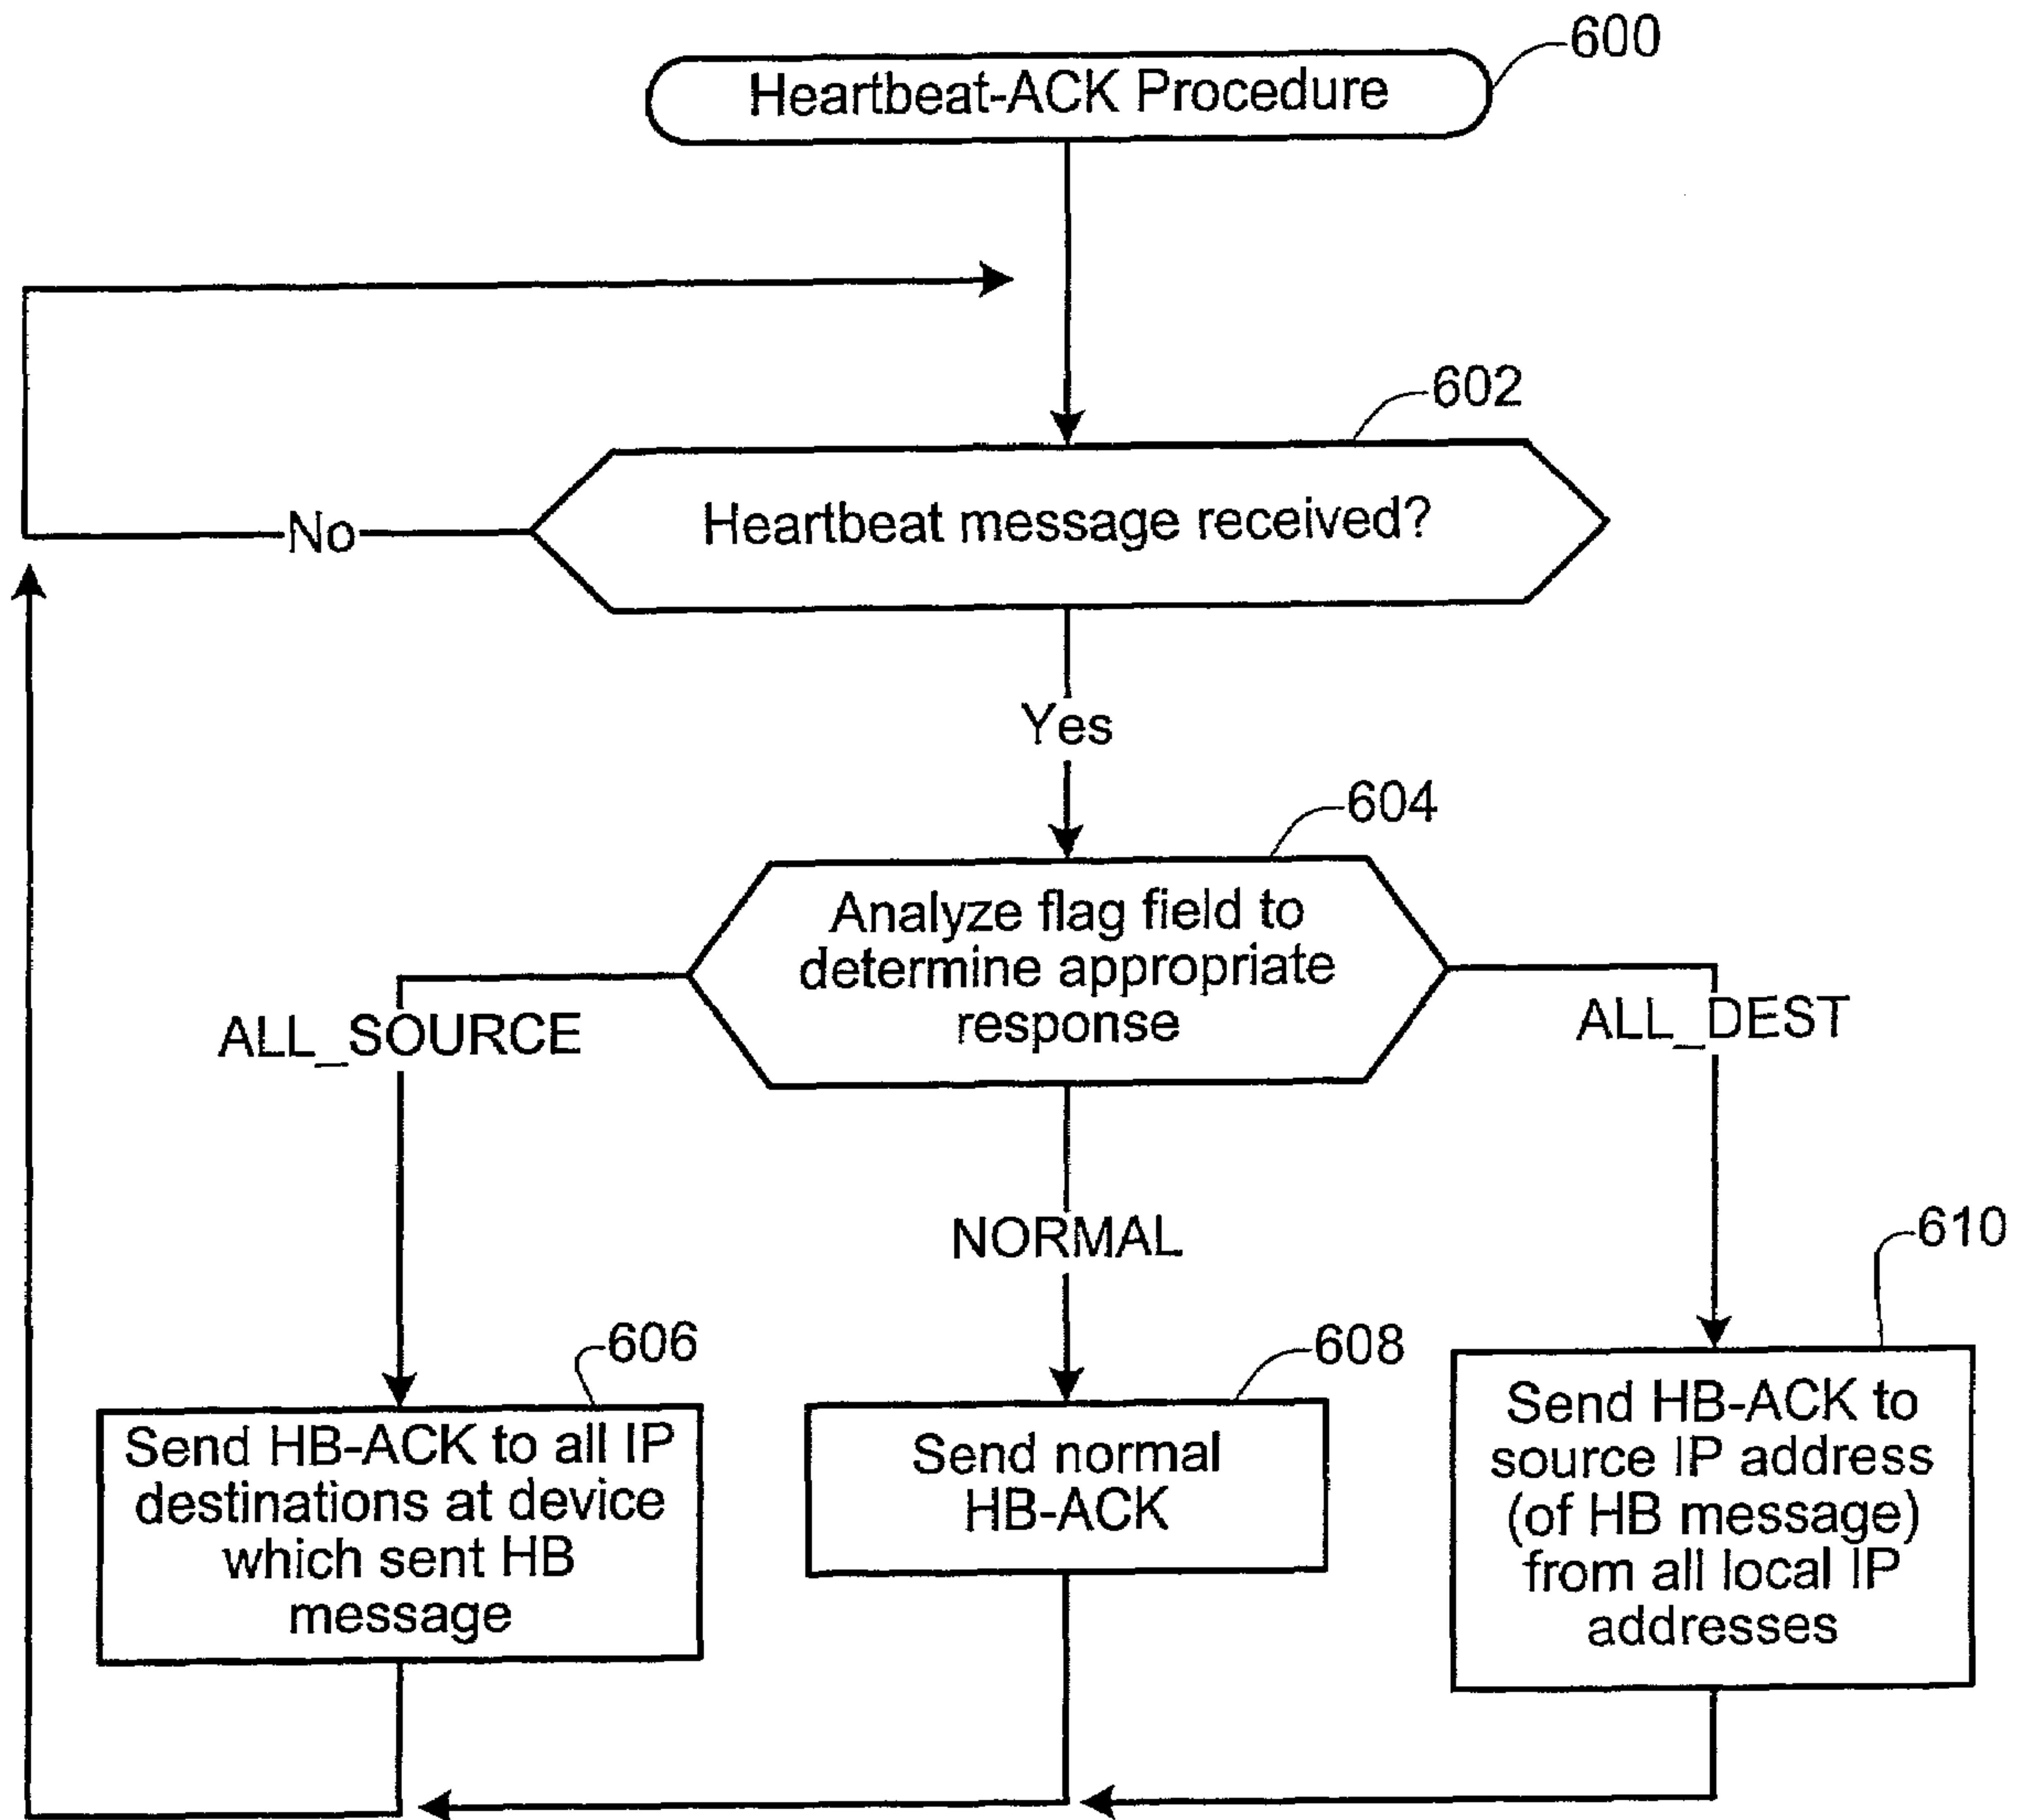 600
Heartbeat-ACK Procedure
602
Heartbeat message received?
No
Yes
604
Analyze flag field to
determine appropriate
response
ALL_SOURCE
ALL_DEST
NORMAL
606
608
610
Send HB-ACK to all IP
destinations at device
which sent HB
message
Send normal
HB-ACK
Send HB-ACK to
source IP address
(of HB message)
from all local IP
addresses